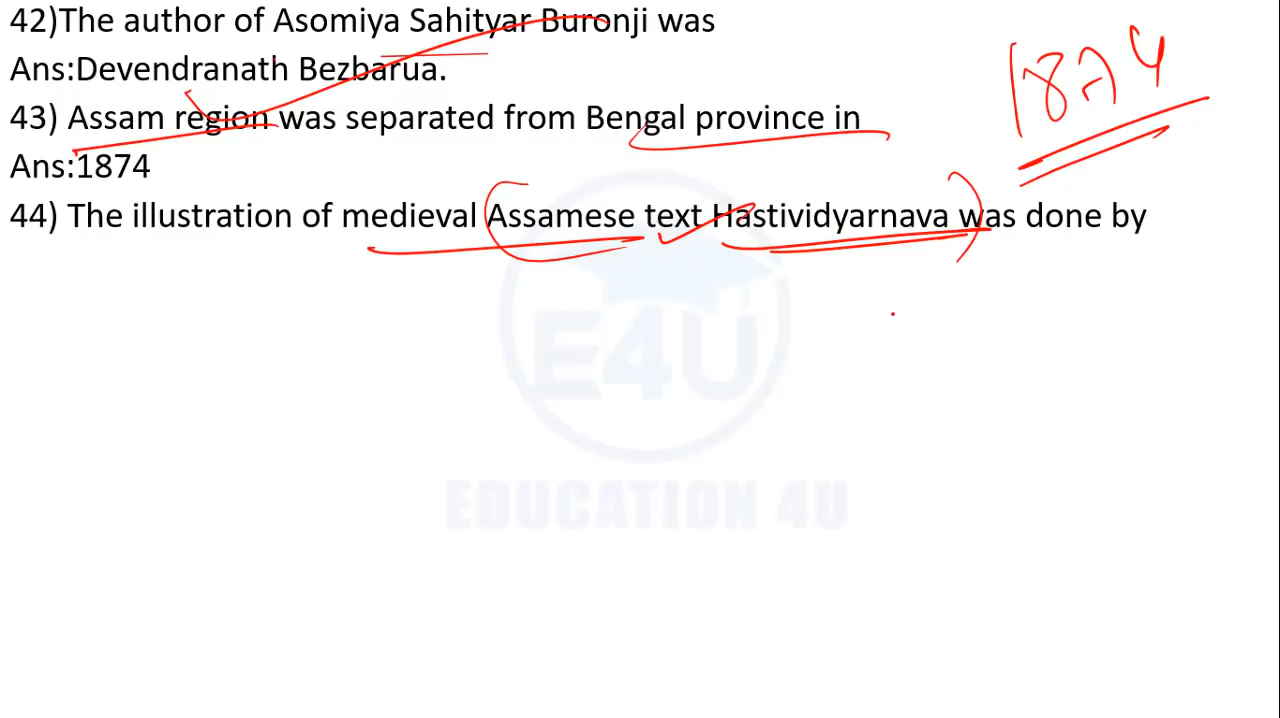 42)The author of Asomiya Sahityar Buronji was
Ans:Devendranath Bezbarua.
1874
43) Assam region was separated from Bengal province in
Ans:1874
44) The illustration of medieval Assamese text Hastividyarnava was done by
E4U
EDUCATION 4U